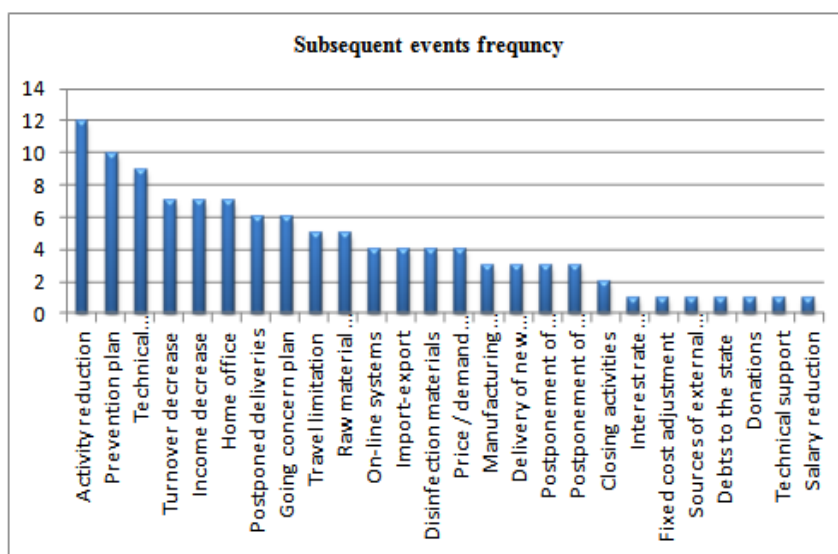 Subsequent events frequncy
14
12
10
8
6
4
2
0
Activity reduction
Prevention plan
Technical...
Turnover decrease
Income decrease
Home office
Postponed deliveries
Going concern plan
Travel limitation
Raw material...
On-line systems
Import-export
Disinfection materials
Price / demand...
Manufacturing...
Delivery of new...
Postponement of...
Postponement of...
Closing activities
Interest rate...
Fixed cost adjustment
Sources of external...
Debts to the state
Donations
Technical support
Salary reduction